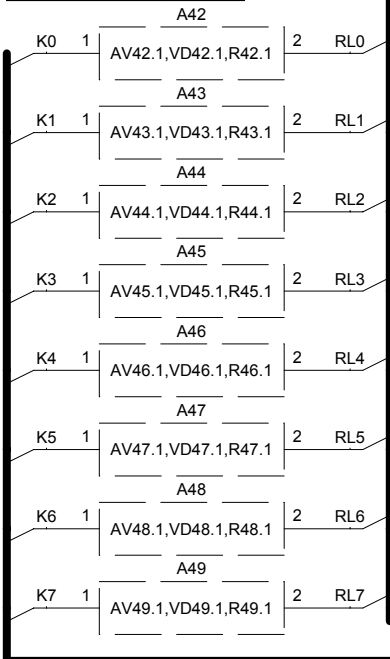 A42
K0 1 AV42.1,VD42.1,R42.1 2 RL0
A43
K1 1 AV43.1,VD43.1,R43.1 2 RL1
A44
K2 1 AV44.1,VD44.1,R44.1 2 RL2
A45
K3 1 AV45.1,VD45.1,R45.1 2 RL3
A46
K4 1 AV46.1,VD46.1,R46.1 2 RL4
A47
K5 1 AV47.1,VD47.1,R47.1 2 RL5
A48
K6 1 AV48.1,VD48.1,R48.1 2 RL6
A49
K7 1 AV49.1,VD49.1,R49.1 2 RL7